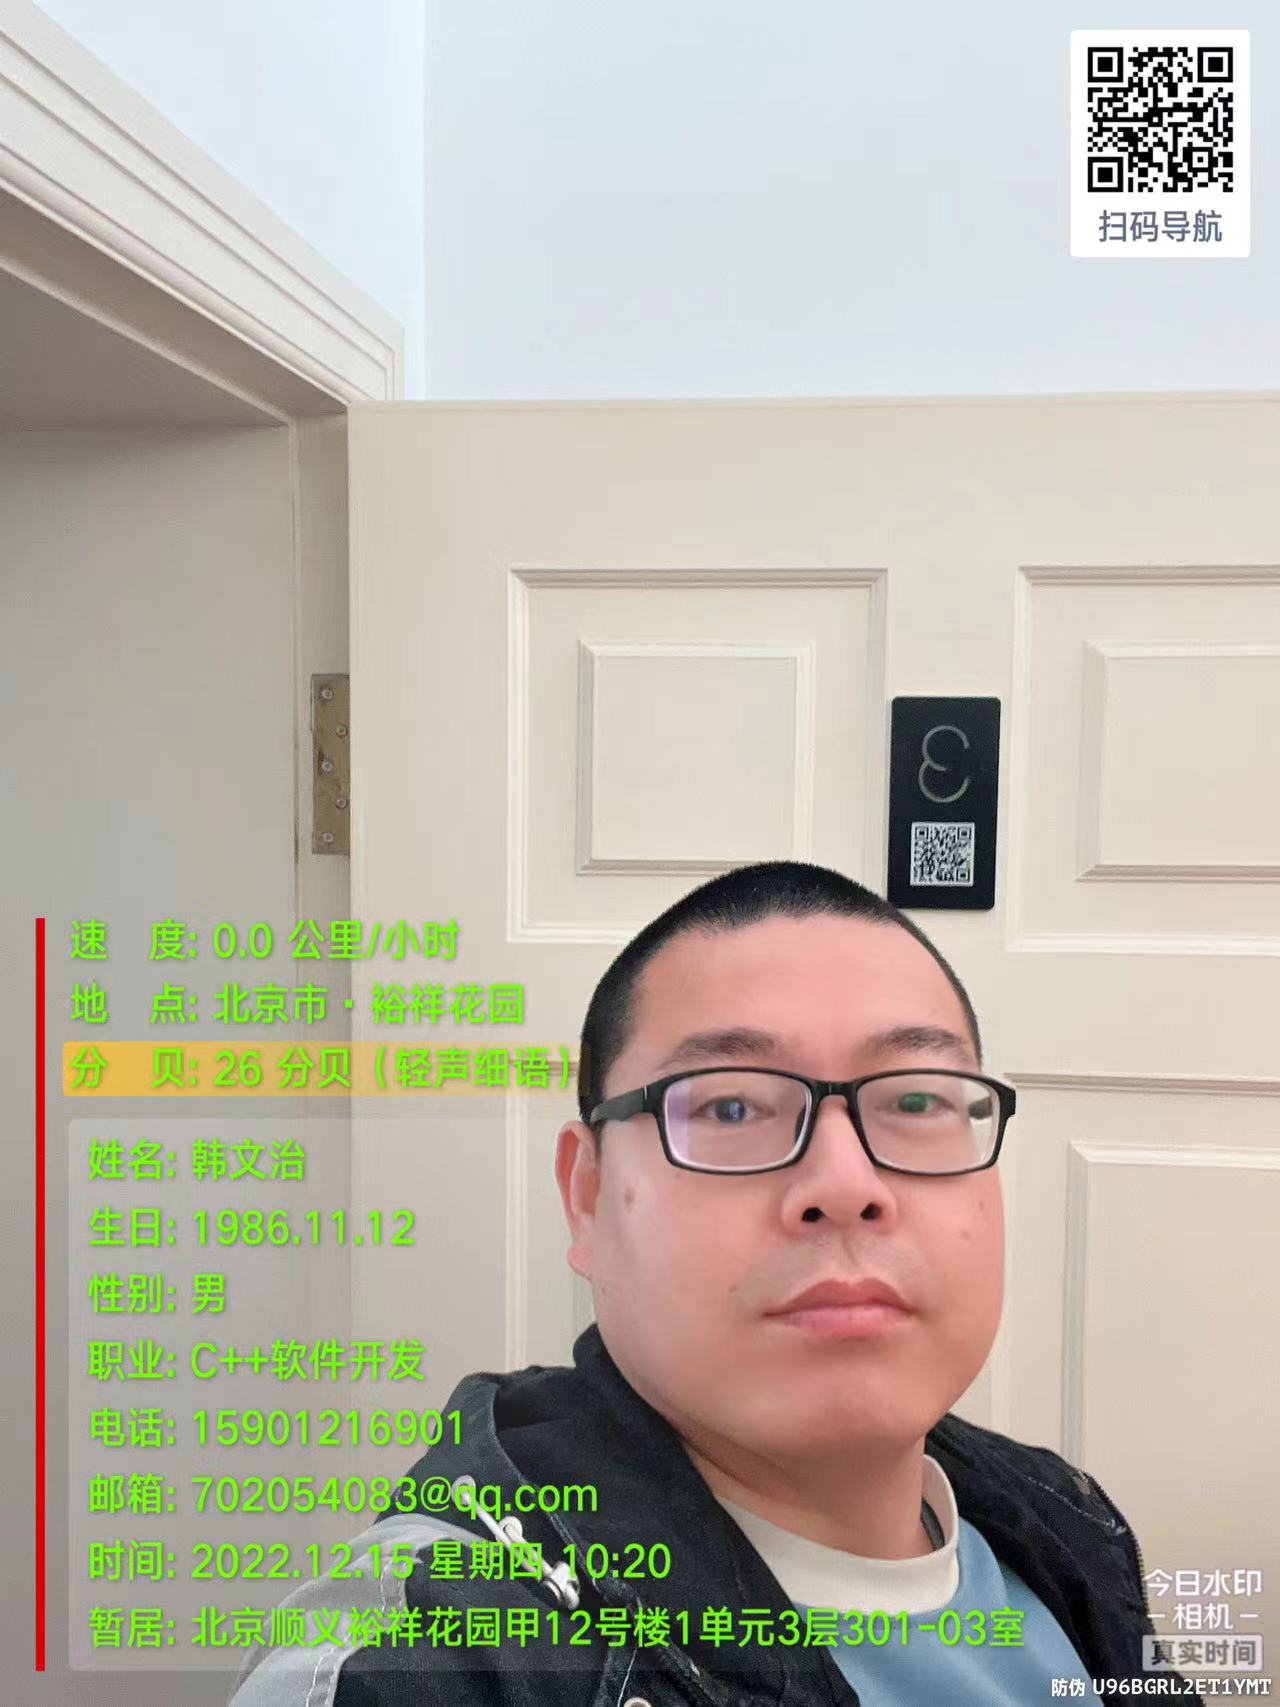 扫码导航
3
速 度: 0.0 公里/小时
地 点: 北京市·裕祥花园
分 贝: 26 分贝（轻声细语）
姓名: 韩文治
生日: 1986.11.12
性别: 男
职业: C++软件开发
电话: 15901216901
邮箱: 702054083@qq.com
时间: 2022.12.15 星期四 10:20
暂居: 北京顺义裕祥花园甲12号楼1单元3层301-03室
今日水印
-相机-
真实时间
防伪 U96BGRL2ET1YMT